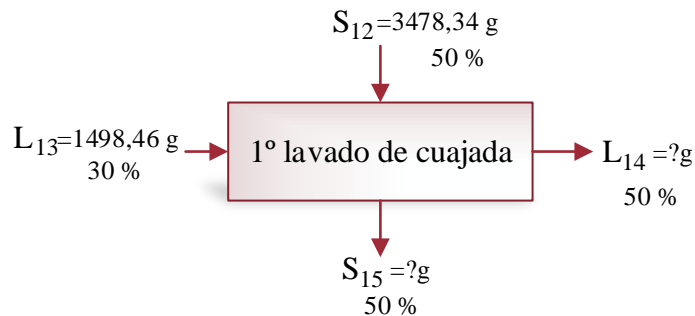 S₁₂=3478,34 g
50 %
L₁₃=1498,46 g
30 %
1º lavado de cuajada
L₁₄ =?g
50 %
S₁₅ =?g
50 %